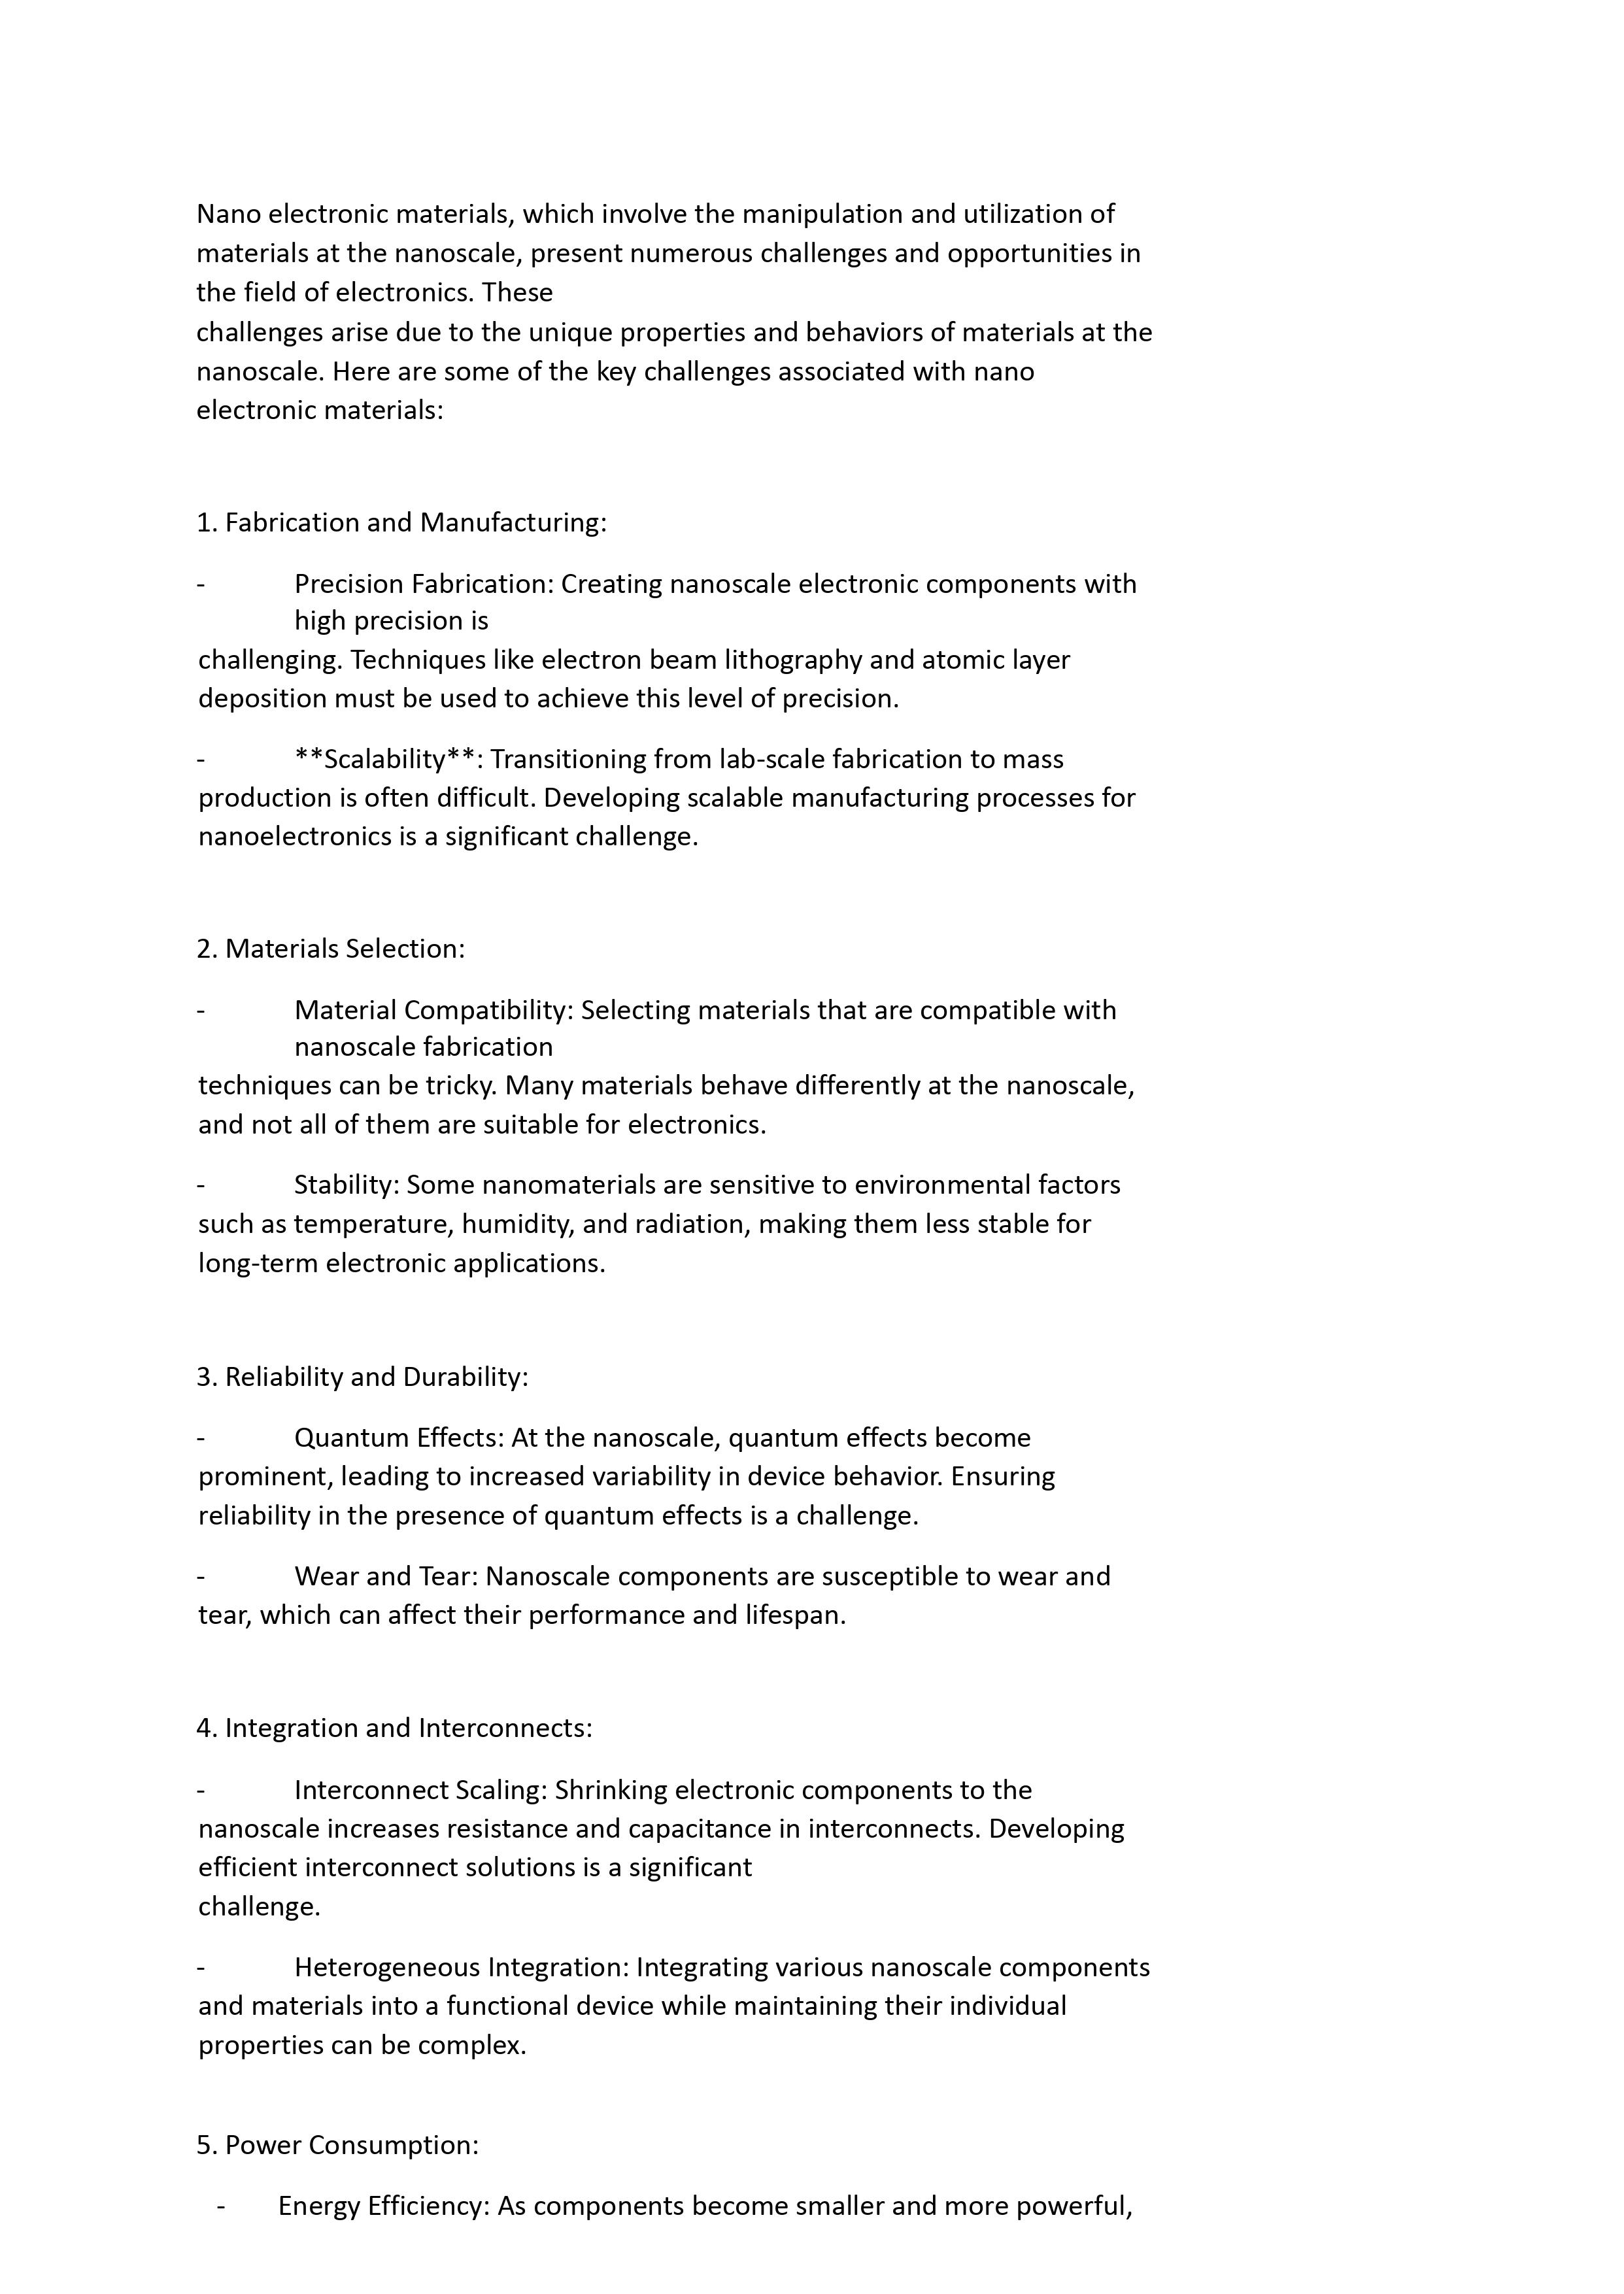 Nano electronic materials, which involve the manipulation and utilization of
materials at the nanoscale, present numerous challenges and opportunities in
the field of electronics. These
challenges arise due to the unique properties and behaviors of materials at the
nanoscale. Here are some of the key challenges associated with nano
electronic materials:
1. Fabrication and Manufacturing:
- Precision Fabrication: Creating nanoscale electronic components with
high precision is
challenging. Techniques like electron beam lithography and atomic layer
deposition must be used to achieve this level of precision.
- **Scalability**: Transitioning from lab-scale fabrication to mass
production is often difficult. Developing scalable manufacturing processes for
nanoelectronics is a significant challenge.
2. Materials Selection:
- Material Compatibility: Selecting materials that are compatible with
nanoscale fabrication
techniques can be tricky. Many materials behave differently at the nanoscale,
and not all of them are suitable for electronics.
- Stability: Some nanomaterials are sensitive to environmental factors
such as temperature, humidity, and radiation, making them less stable for
long-term electronic applications.
3. Reliability and Durability:
- Quantum Effects: At the nanoscale, quantum effects become
prominent, leading to increased variability in device behavior. Ensuring
reliability in the presence of quantum effects is a challenge.
- Wear and Tear: Nanoscale components are susceptible to wear and
tear, which can affect their performance and lifespan.
4. Integration and Interconnects:
- Interconnect Scaling: Shrinking electronic components to the
nanoscale increases resistance and capacitance in interconnects. Developing
efficient interconnect solutions is a significant
challenge.
- Heterogeneous Integration: Integrating various nanoscale components
and materials into a functional device while maintaining their individual
properties can be complex.
5. Power Consumption:
- Energy Efficiency: As components become smaller and more powerful,